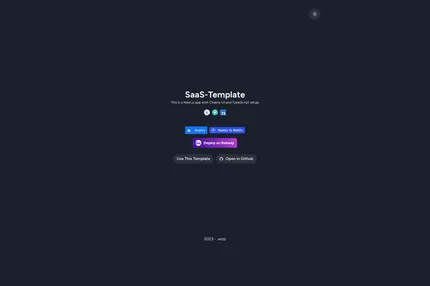 SaaS-Template
This is a Next.js app with Chakra UI and TypeScript setup.
Deploy
Deploy to Netlify
Deploy on Railway
Use This Template
Open in Github
2023 -